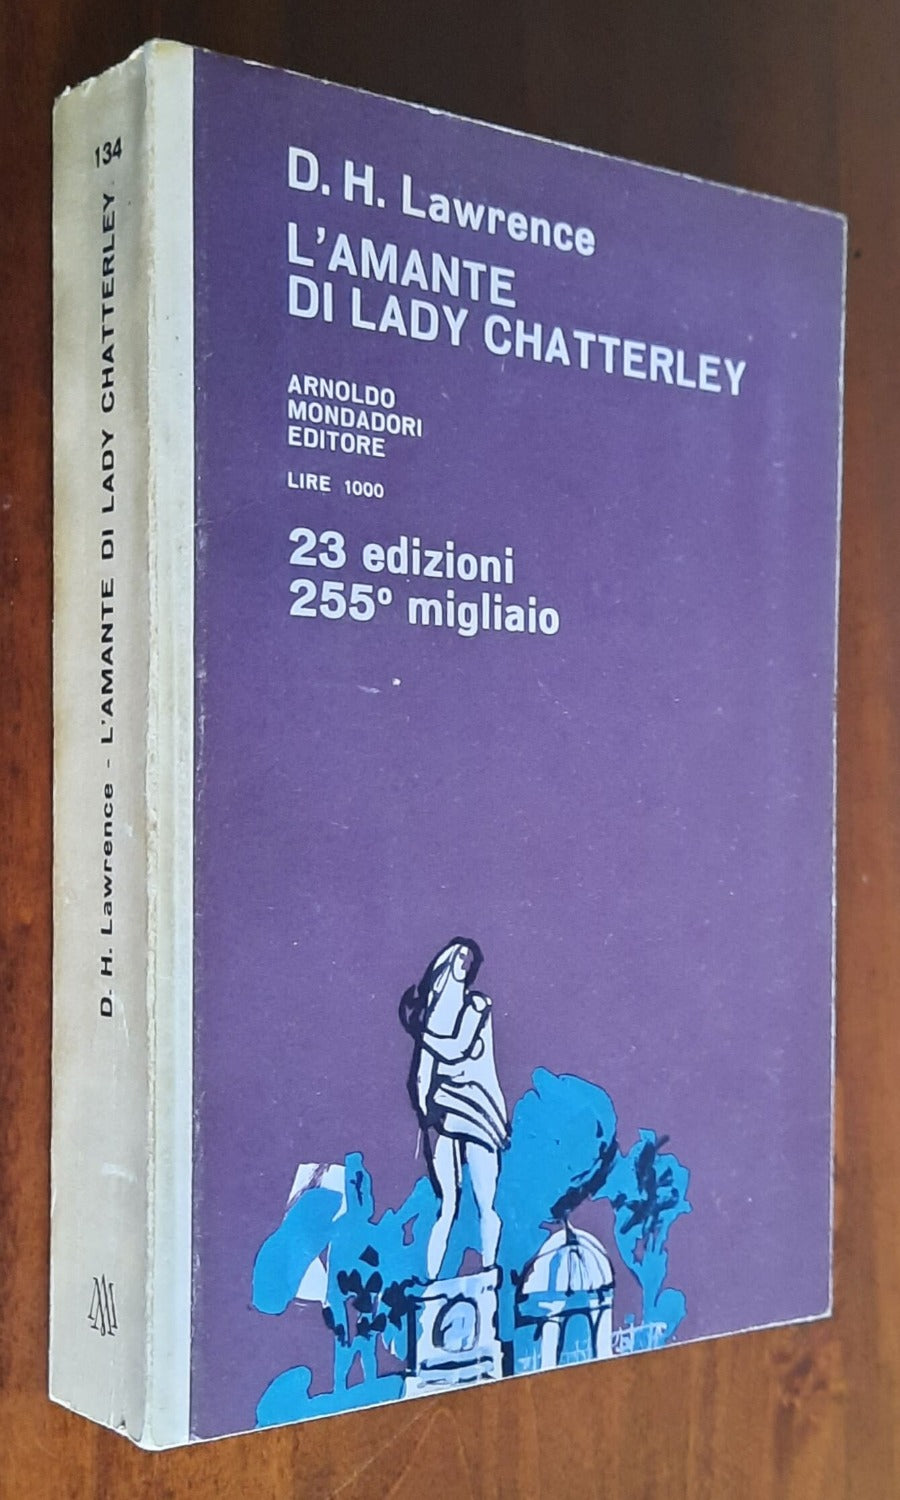 D. H. Lawrence
L'AMANTE
DI LADY CHATTERLEY
ARNOLDO
MONDADORI
EDITORE
LIRE 1000
23 edizioni
255º migliaio
D. H. Lawrence - L'AMANTE DI LADY CHATTERLEY. 134